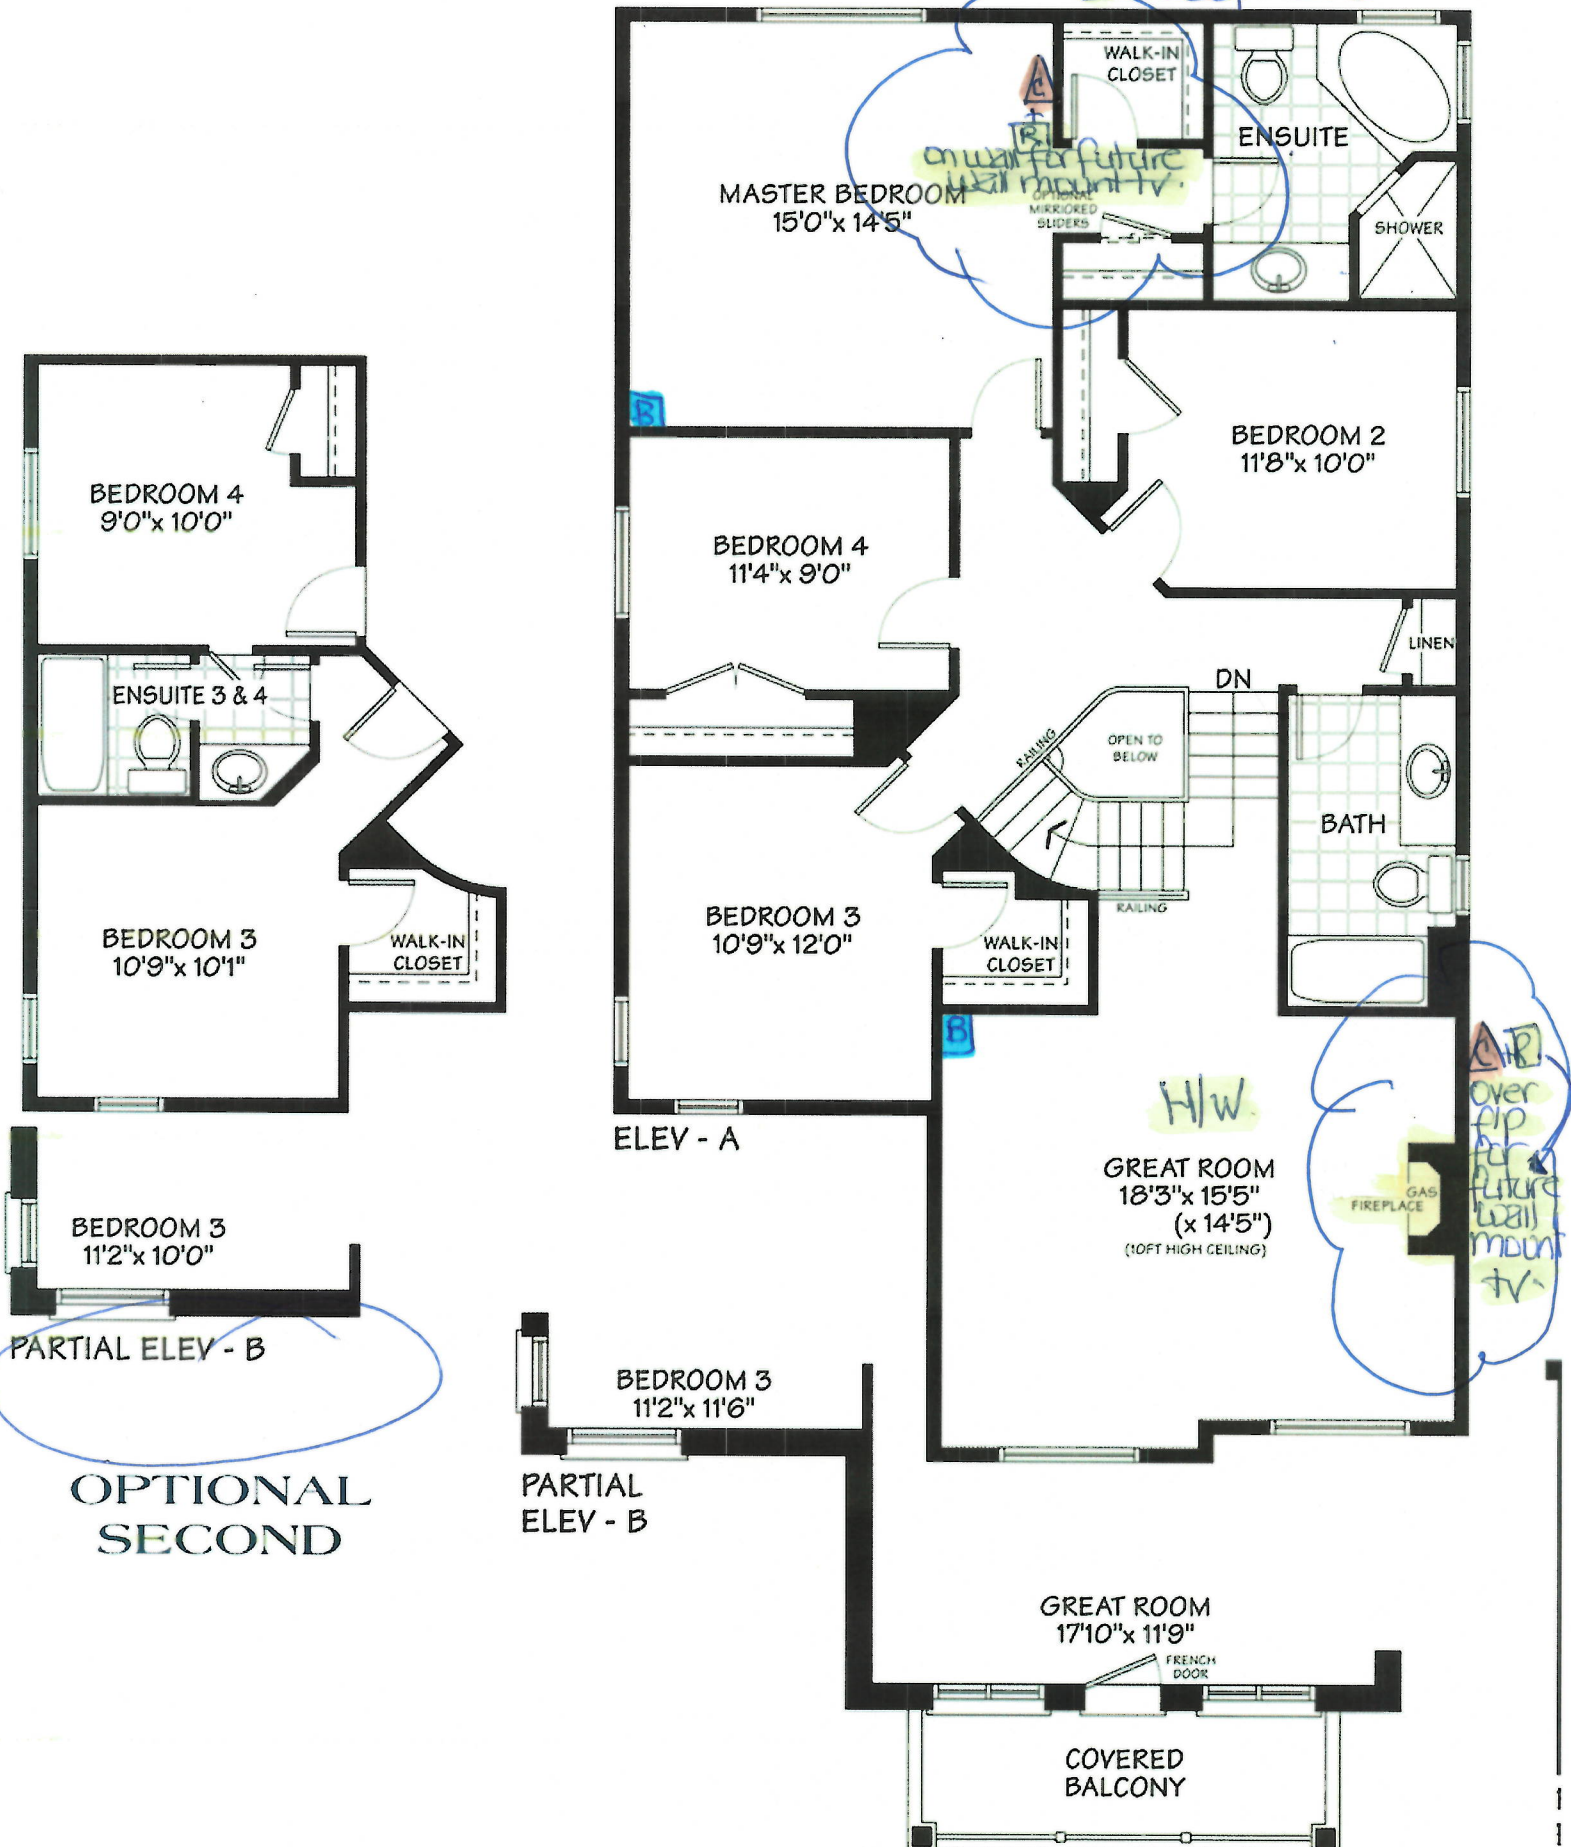 WALK-IN
CLOSET
C
+
R
on wall for future
wall mount tv.
ENSUITE
MASTER BEDROOM
15'0"x 14'5"
OPTIONAL
MIRRIORED
SLIDERS
SHOWER
B
BEDROOM 2
11'8"x 10'0"
BEDROOM 4
9'0"x 10'0"
BEDROOM 4
11'4"x 9'0"
LINEN
ENSUITE 3 & 4
DN
RAILING
OPEN TO
BELOW
BATH
RAILING
BEDROOM 3
10'9"x 10'1"
WALK-IN
CLOSET
BEDROOM 3
10'9"x 12'0"
WALK-IN
CLOSET
B
C + R
over
f/p
for
future
wall
mount
tv.
H/W.
ELEV - A
GREAT ROOM
18'3"x 15'5"
(x 14'5")
(10FT HIGH CEILING)
GAS
FIREPLACE
BEDROOM 3
11'2"x 10'0"
PARTIAL ELEV - B
BEDROOM 3
11'2"x 11'6"
PARTIAL
ELEV - B
OPTIONAL
SECOND
GREAT ROOM
17'10"x 11'9"
FRENCH
DOOR
COVERED
BALCONY